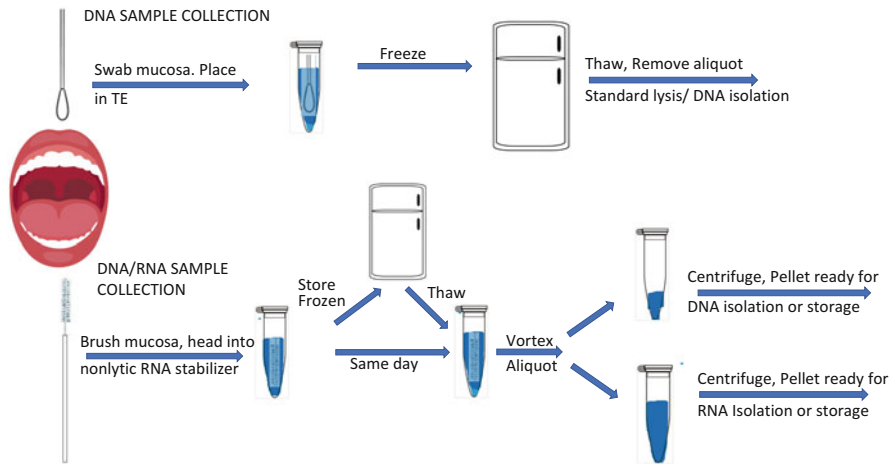 DNA SAMPLE COLLECTION
Swab mucosa. Place
in TE
Freeze
Thaw, Remove aliquot
Standard lysis/ DNA isolation
DNA/RNA SAMPLE
COLLECTION
Brush mucosa, head into
nonlytic RNA stabilizer
Store
Frozen
Thaw
Same day
Vortex
Aliquot
Centrifuge, Pellet ready for
DNA isolation or storage
Centrifuge, Pellet ready for
RNA Isolation or storage